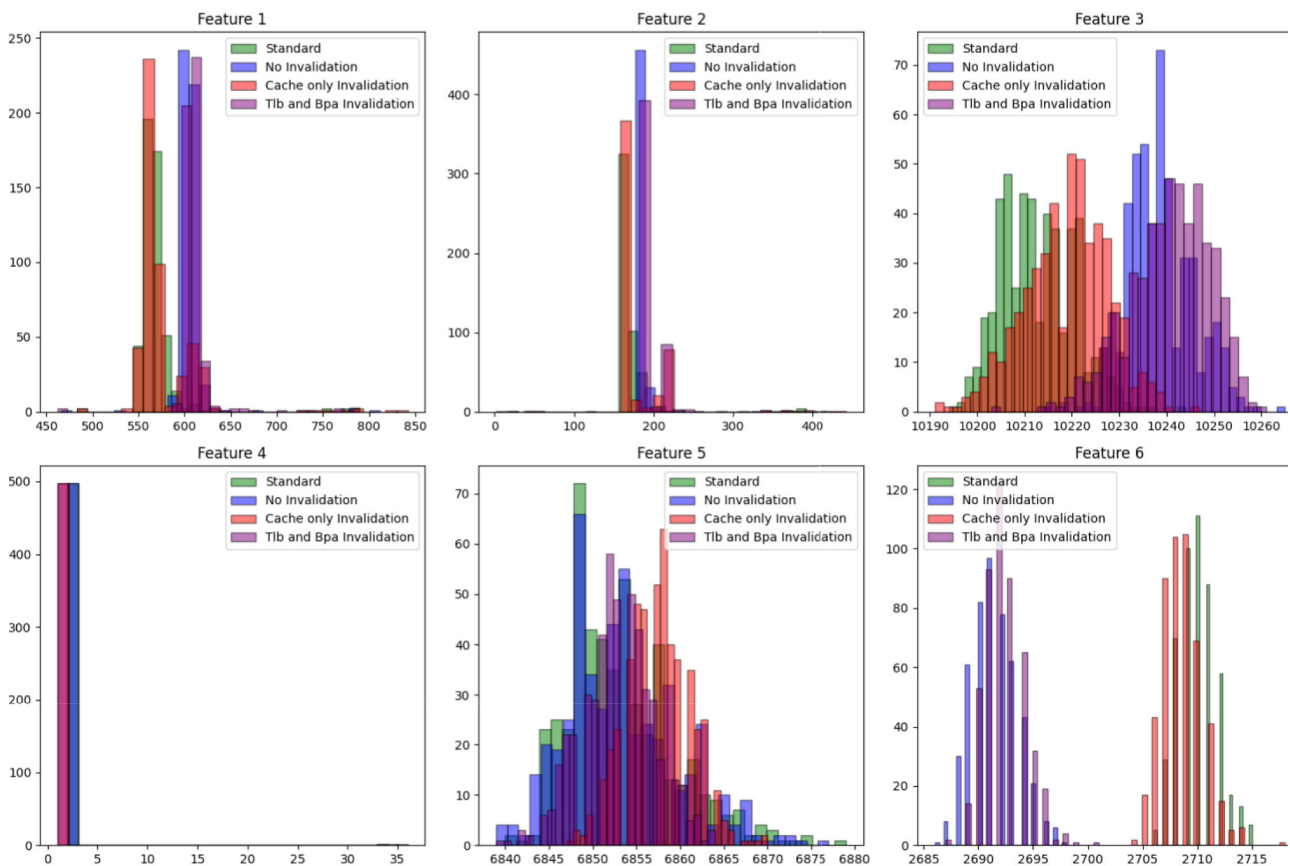 Feature 1
250
200
150
100
50
0
450 500 550 600 650 700 750 800 850
Standard
No Invalidation
Cache only Invalidation
Tlb and Bpa Invalidation
Feature 2
400
300
200
100
0
0 100 200 300 400
Standard
No Invalidation
Cache only Invalidation
Tlb and Bpa Invalidation
Feature 3
70
60
50
40
30
20
10
0
10190 10200 10210 10220 10230 10240 10250 10260
Standard
No Invalidation
Cache only Invalidation
Tlb and Bpa Invalidation
Feature 4
500
400
300
200
100
0
0 5 10 15 20 25 30 35
Standard
No Invalidation
Cache only Invalidation
Tlb and Bpa Invalidation
Feature 5
70
60
50
40
30
20
10
0
6840 6845 6850 6855 6860 6865 6870 6875 6880
Standard
No Invalidation
Cache only Invalidation
Tlb and Bpa Invalidation
Feature 6
120
100
80
60
40
20
0
2685 2690 2695 2700 2705 2710 2715
Standard
No Invalidation
Cache only Invalidation
Tlb and Bpa Invalidation